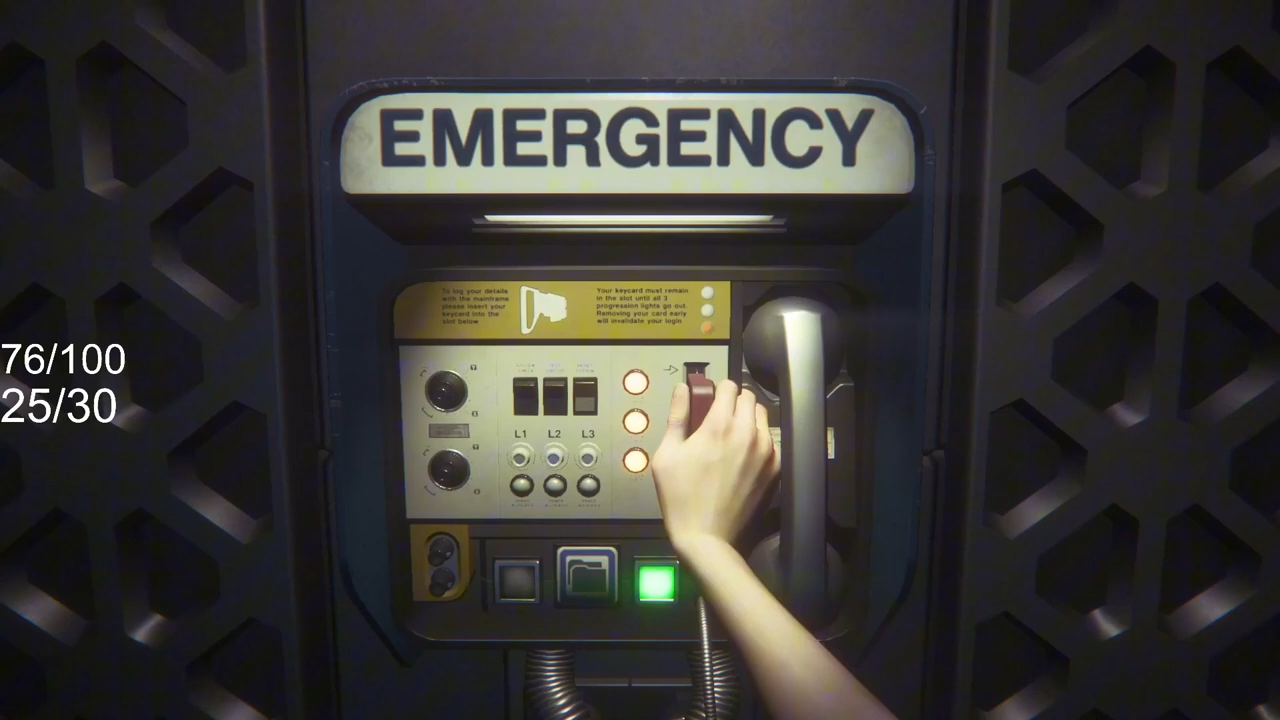 EMERGENCY
To log your details
with the mainframe
please insert your
keycard into the
slot below
Your keycard must remain
in the slot until all 3
progression lights go out.
Removing your card early
will invalidate your login
76/100
25/30
L1 L2 L3